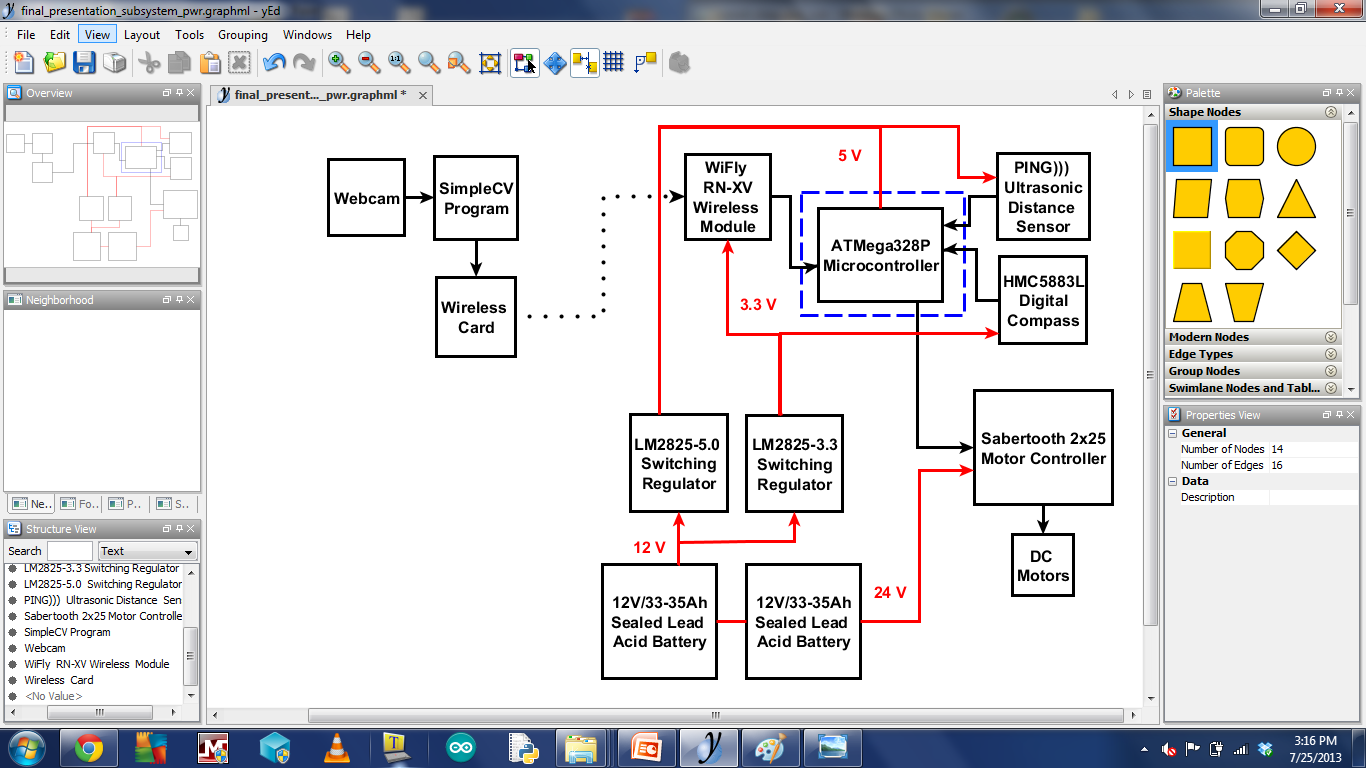 final_presentation_subsystem_pwr.graphml - yEd
File Edit View Layout Tools Grouping Windows Help
1:1
Overview
final_present..._pwr.graphml *
Palette
Shape Nodes
Modern Nodes
Edge Types
Group Nodes
Swimlane Nodes and Tabl...
Neighborhood
Ne...
Fo...
P...
S...
Structure View
Search
Text
LM2825-3.3 Switching Regulator
LM2825-5.0 Switching Regulator
PING))) Ultrasonic Distance Sen
Sabertooth 2x25 Motor Controlle
SimpleCV Program
Webcam
WiFly RN-XV Wireless Module
Wireless Card
<No Value>
Webcam
SimpleCV
Program
Wireless
Card
WiFly
RN-XV
Wireless
Module
5 V
ATMega328P
Microcontroller
PING)))
Ultrasonic
Distance
Sensor
HMC5883L
Digital
Compass
3.3 V
LM2825-5.0
Switching
Regulator
LM2825-3.3
Switching
Regulator
Sabertooth 2x25
Motor Controller
DC
Motors
12 V
12V/33-35Ah
Sealed Lead
Acid Battery
12V/33-35Ah
Sealed Lead
Acid Battery
24 V
Properties View
General
Number of Nodes 14
Number of Edges 16
Data
Description
3:16 PM
7/25/2013